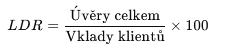 LDR = Úvěry celkem / Vklady klientů × 100